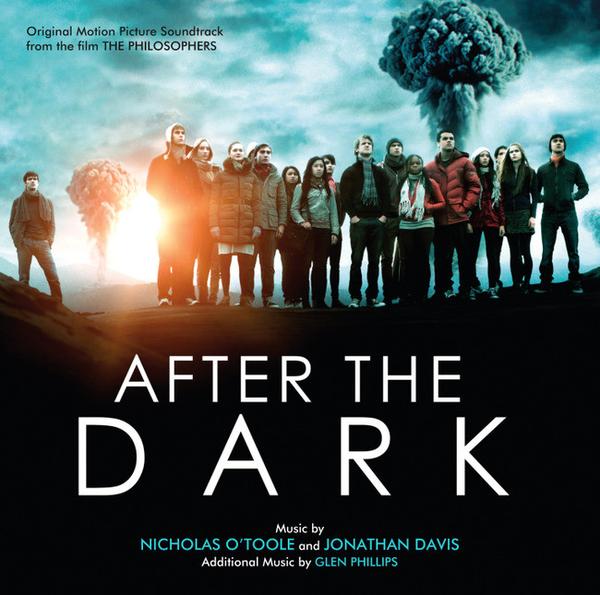 Original Motion Picture Soundtrack
from the film THE PHILOSOPHERS
AFTER THE
DARK
Music by
NICHOLAS O'TOOLE and JONATHAN DAVIS
Additional Music by GLEN PHILLIPS